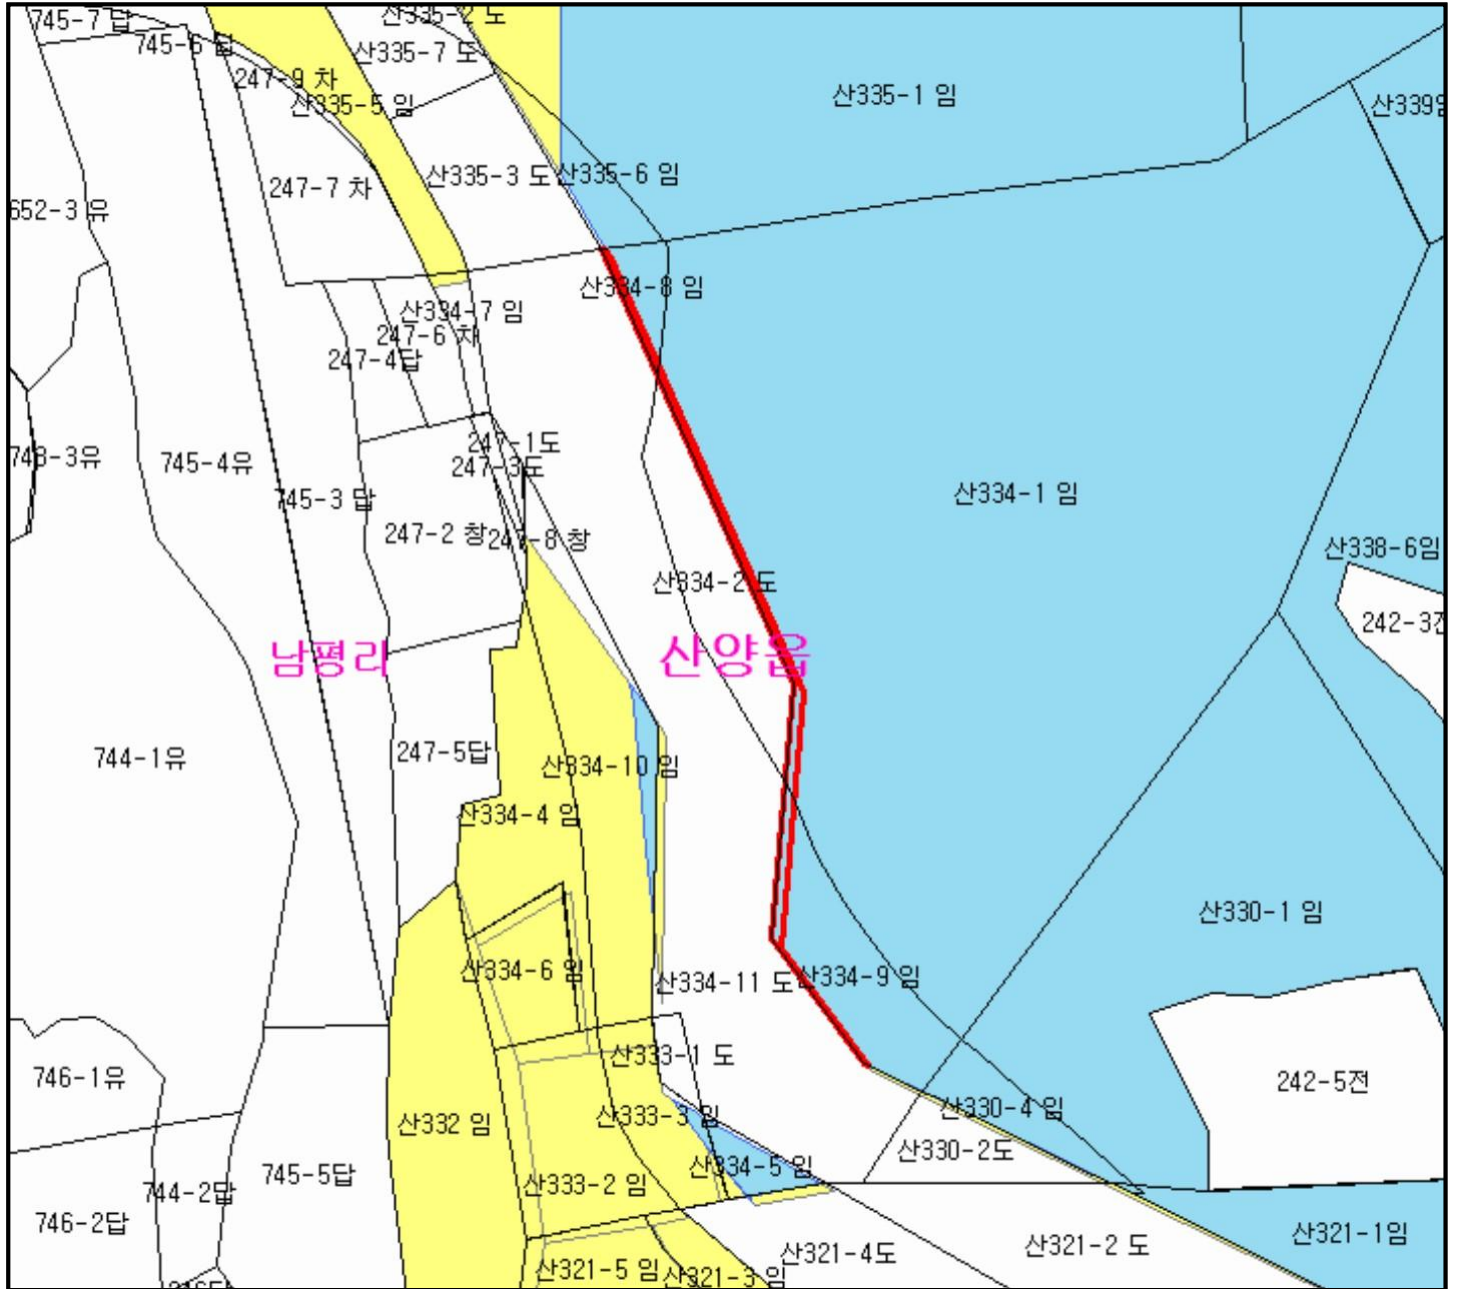 745-7 답
산335-2 도
745-6 답
산335-7 도
247-9 차
산335-5 임
산335-1 임
산339임
247-7 차
산335-3 도
산335-6 임
652-3 유
산334-8 임
산334-7 임
247-6 차
247-4답
247-1도
247-3도
748-3유
745-4유
745-3 답
산334-1 임
247-2 창
247-8 창
산338-6임
산334-2 도
242-3전
남평리
산양읍
744-1유
247-5답
산334-10 임
산334-4 임
산330-1 임
산334-6 임
산334-11 도
산334-9 임
산333-1 도
746-1유
242-5전
산332 임
산333-3 임
산330-4 임
산330-2도
745-5답
산334-5 임
744-2답
산333-2 임
746-2답
산321-4도
산321-2 도
산321-1임
산321-5 임
산321-3 임